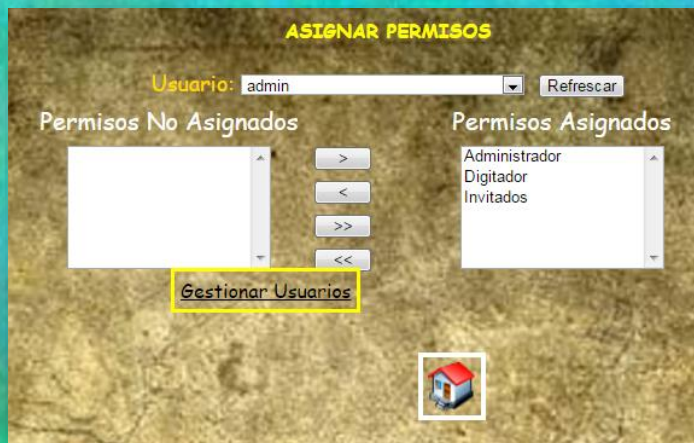 ASIGNAR PERMISOS
Usuario: admin Refrescar
Permisos No Asignados Permisos Asignados
> Administrador
Digitador
< Invitados
>>
<<
Gestionar Usuarios